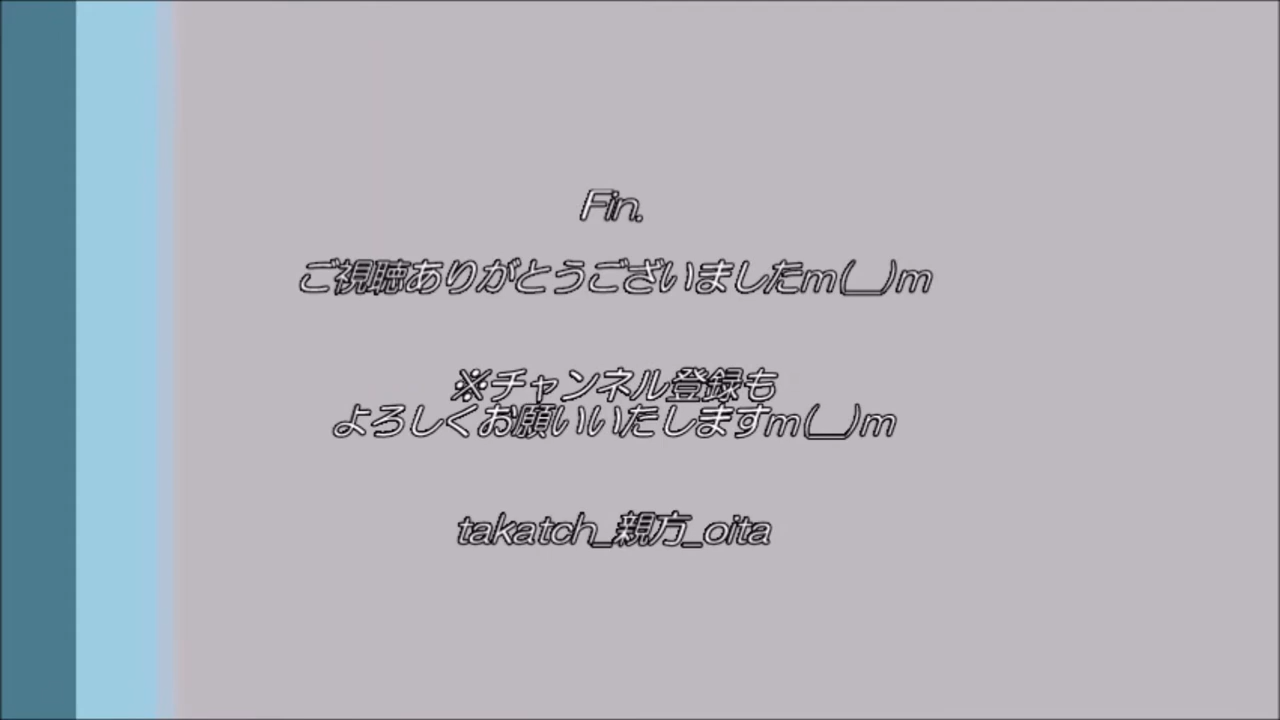 Fin.
ご視聴ありがとうございましたm(__)m
※チャンネル登録も
よろしくお願いいたしますm(__)m
takatch_親方_oita